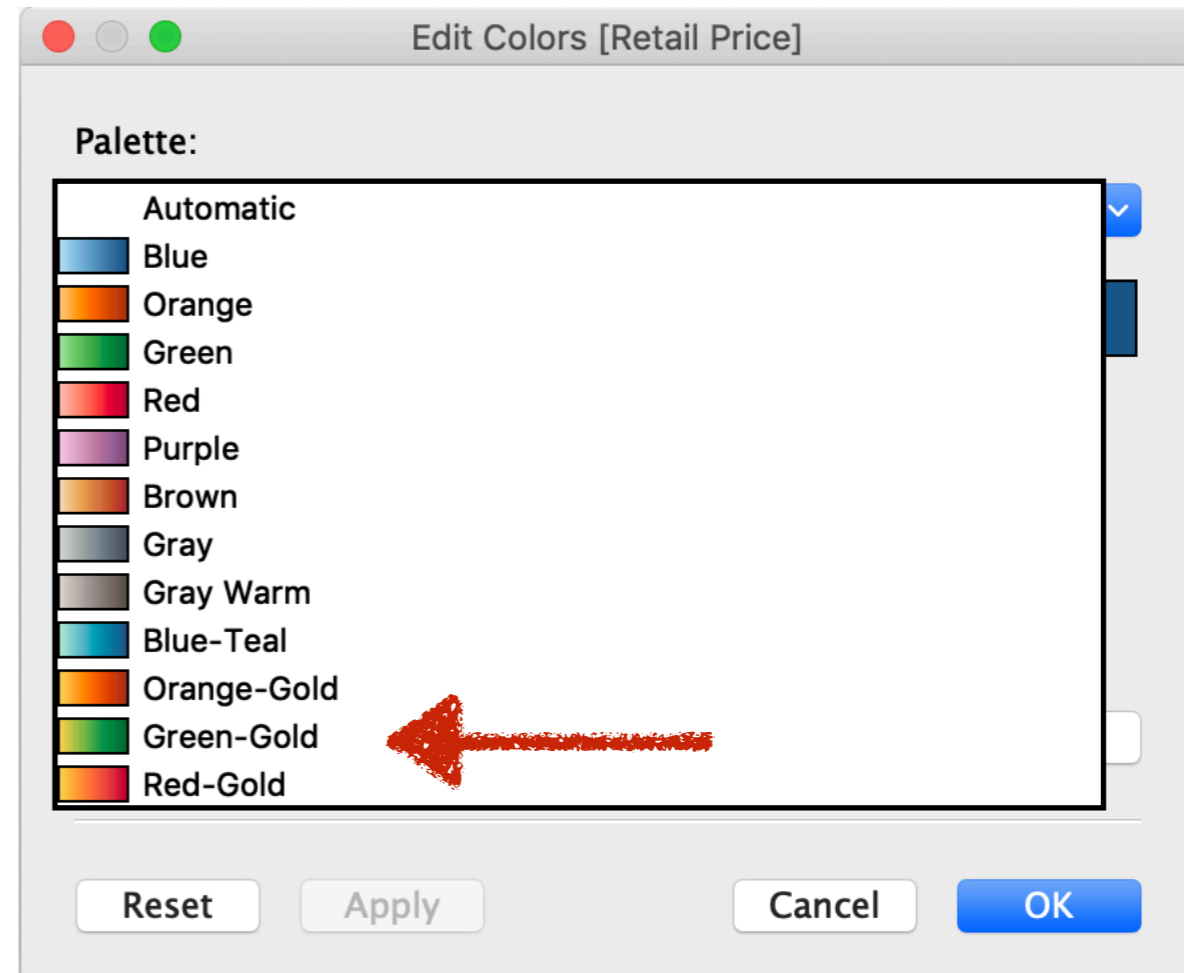 Edit Colors [Retail Price]
Palette:
Automatic
Blue
Orange
Green
Red
Purple
Brown
Gray
Gray Warm
Blue-Teal
Orange-Gold
Green-Gold
Red-Gold
Reset Apply Cancel OK